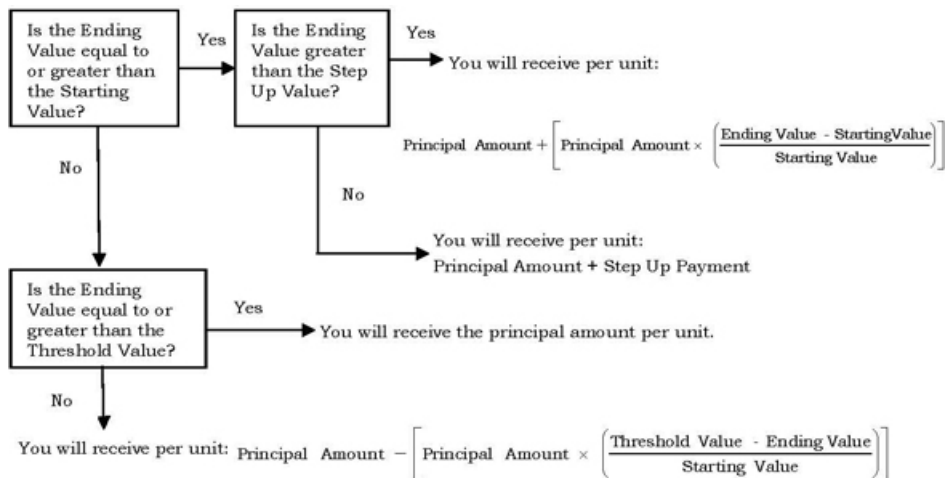 Is the Ending
Value equal to
or greater than
the Starting
Value?
Yes
Is the Ending
Value greater
than the Step
Up Value?
Yes
You will receive per unit:
Principal Amount + [Principal Amount × (Ending Value - StartingValue / Starting Value)]
No
No
You will receive per unit:
Principal Amount + Step Up Payment
Is the Ending
Value equal to or
greater than the
Threshold Value?
Yes
You will receive the principal amount per unit.
No
You will receive per unit: Principal Amount − [Principal Amount × (Threshold Value - Ending Value / Starting Value)]